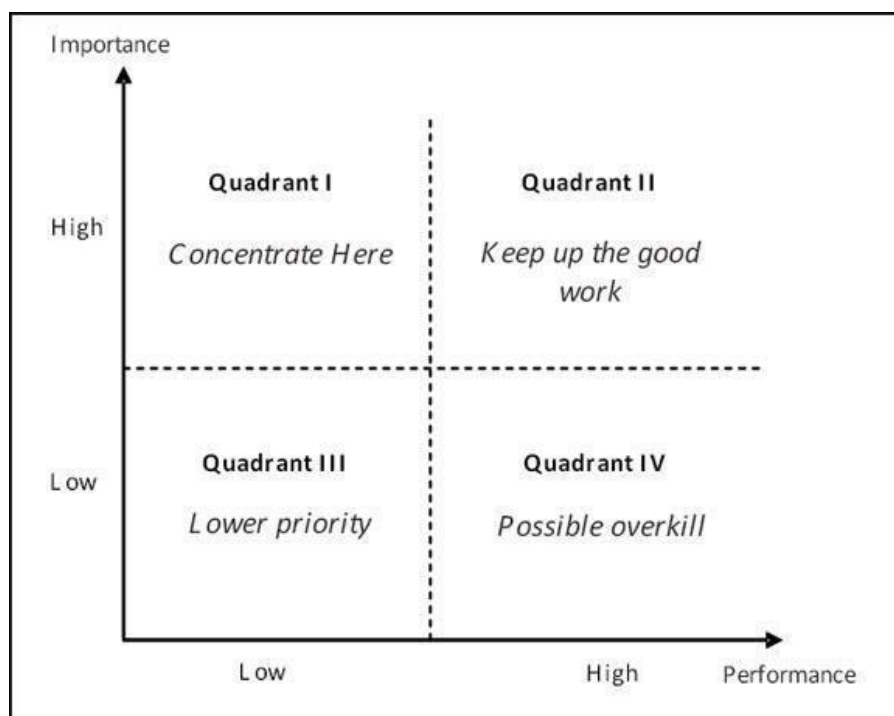 Importance
Quadrant I
Quadrant II
High
Concentrate Here
Keep up the good
work
Quadrant III
Quadrant IV
Low
Lower priority
Possible overkill
Low
High
Performance